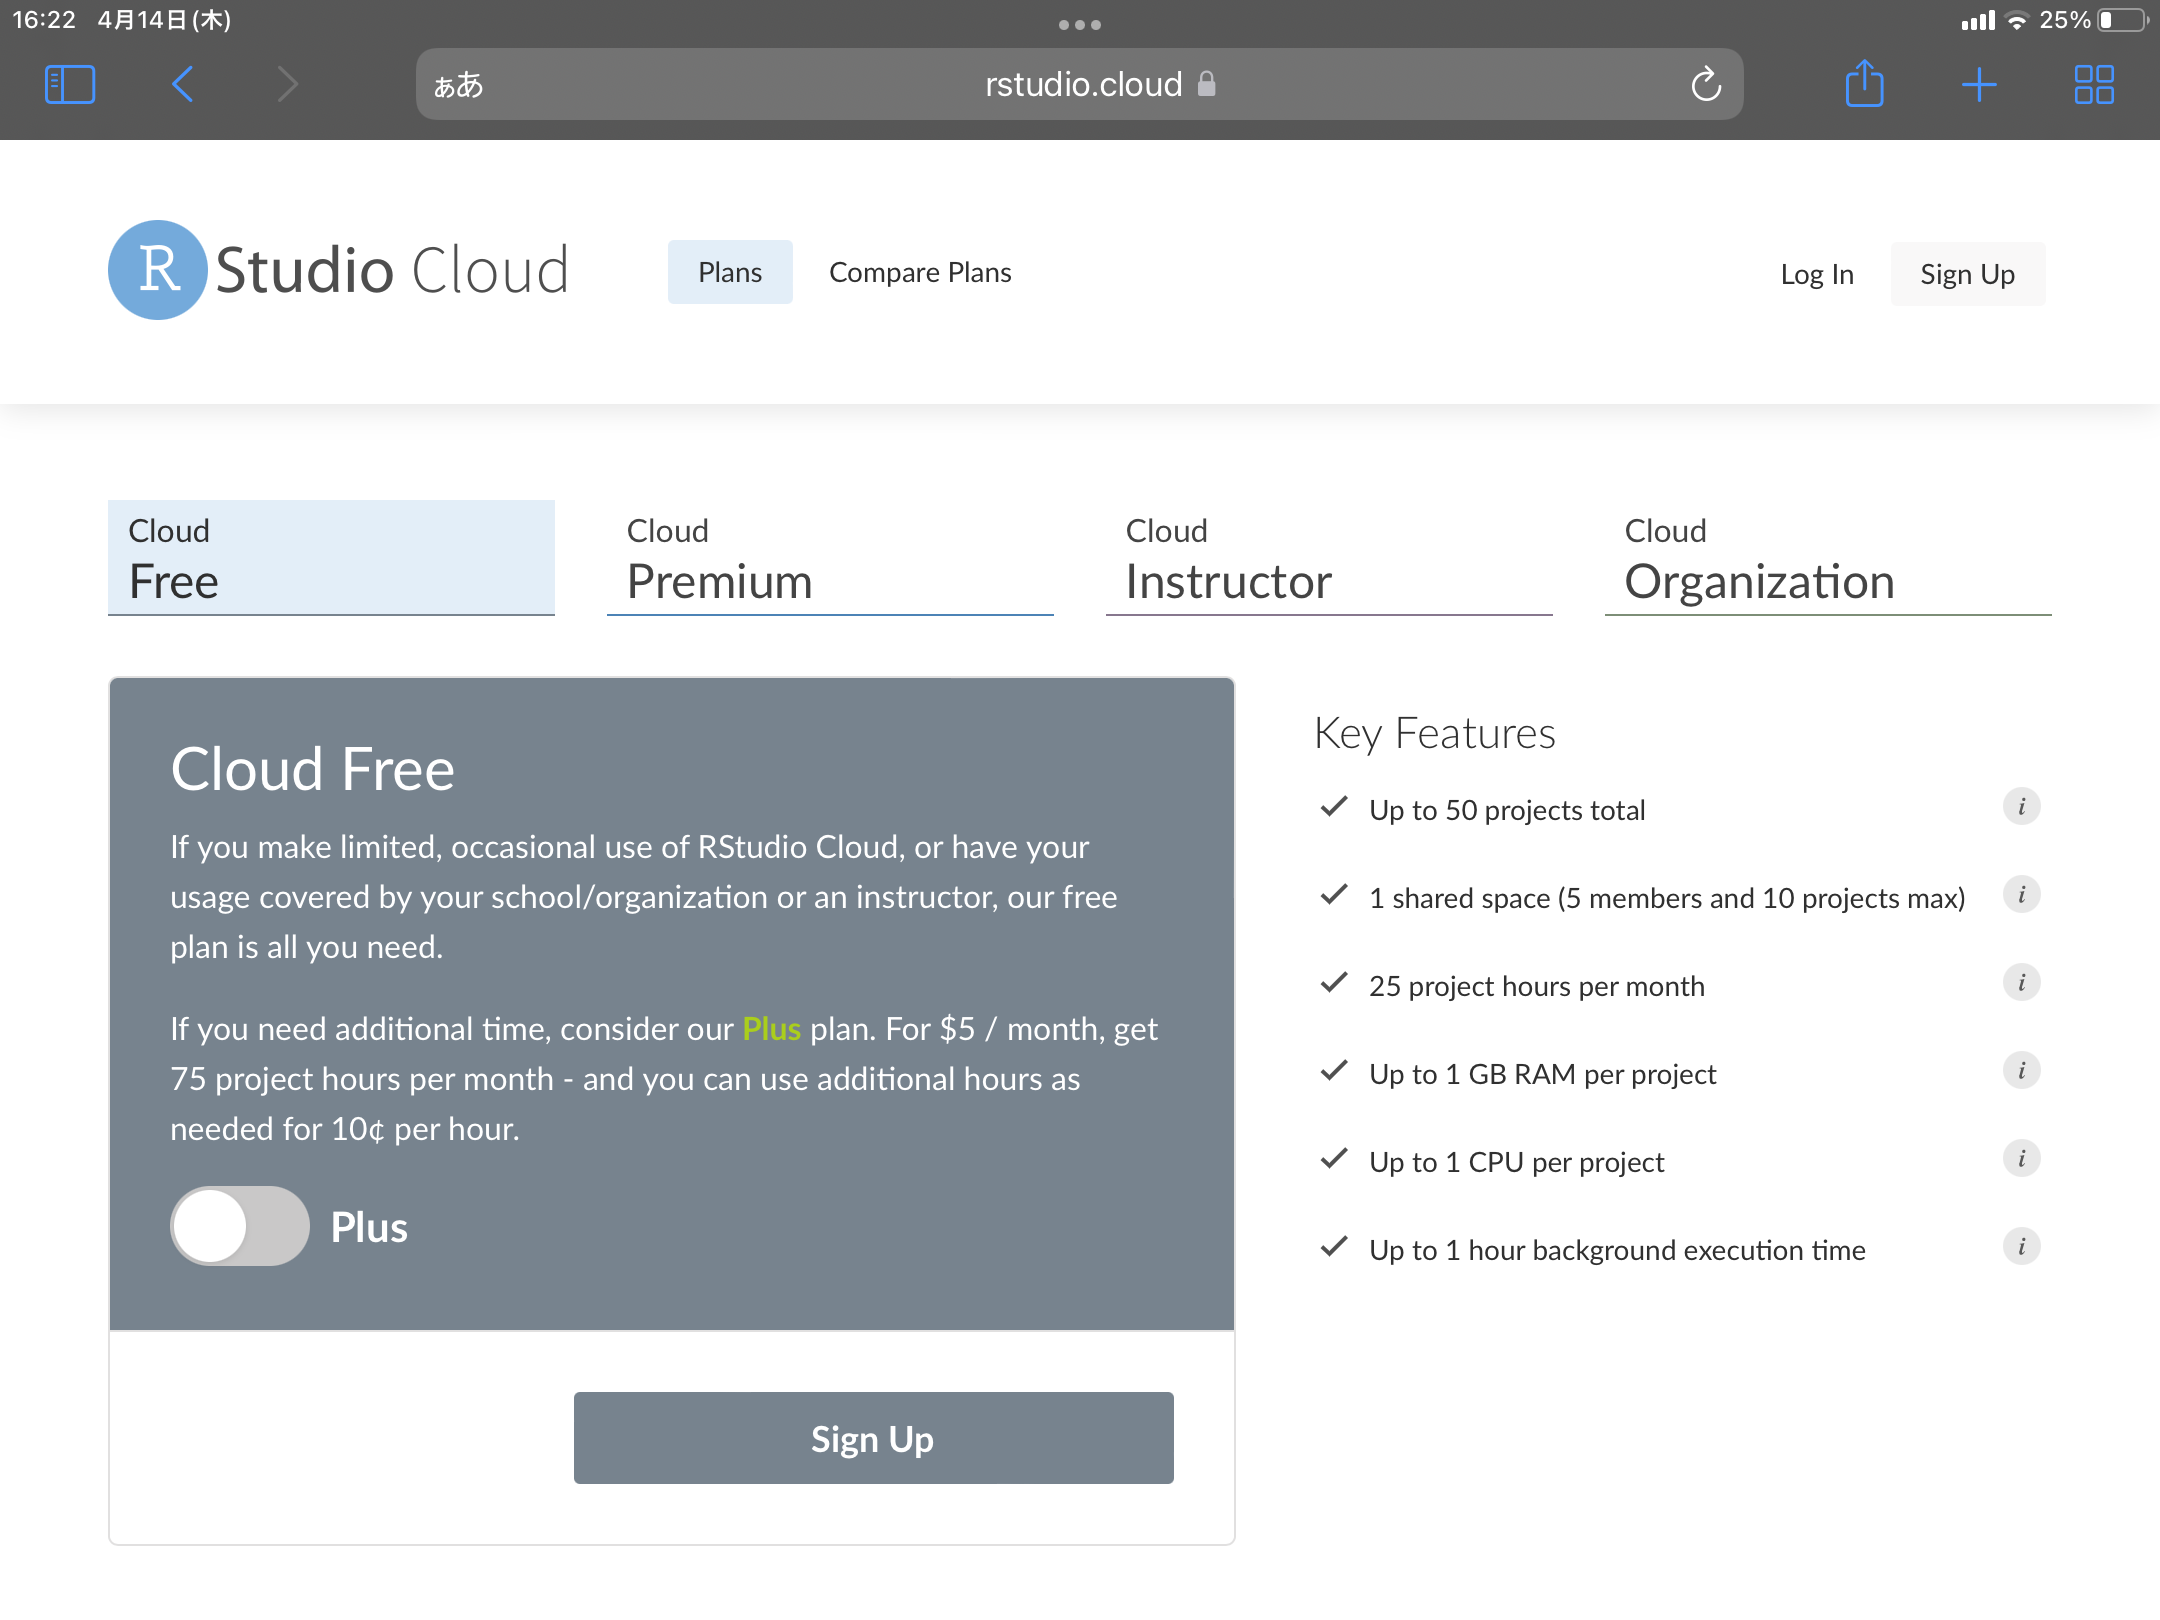 16:22 4月14日(木)
25%
ぁあ
rstudio.cloud
R Studio Cloud
Plans
Compare Plans
Log In
Sign Up
Cloud
Free
Cloud
Premium
Cloud
Instructor
Cloud
Organization
Cloud Free
If you make limited, occasional use of RStudio Cloud, or have your
usage covered by your school/organization or an instructor, our free
plan is all you need.
If you need additional time, consider our Plus plan. For $5 / month, get
75 project hours per month - and you can use additional hours as
needed for 10¢ per hour.
Plus
Sign Up
Key Features
Up to 50 projects total
i
1 shared space (5 members and 10 projects max)
i
25 project hours per month
i
Up to 1 GB RAM per project
i
Up to 1 CPU per project
i
Up to 1 hour background execution time
i